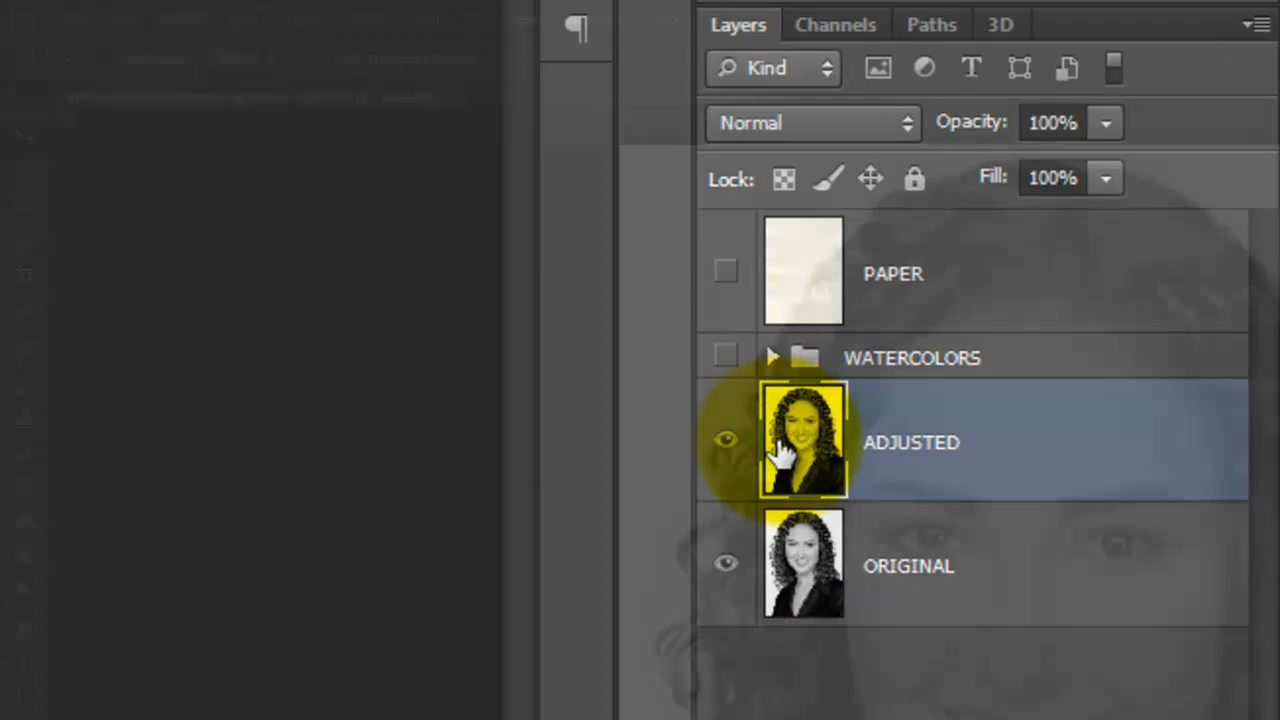 Layers Channels Paths 3D
Kind T
Normal Opacity: 100%
Lock: Fill: 100%
PAPER
WATERCOLORS
ADJUSTED
ORIGINAL